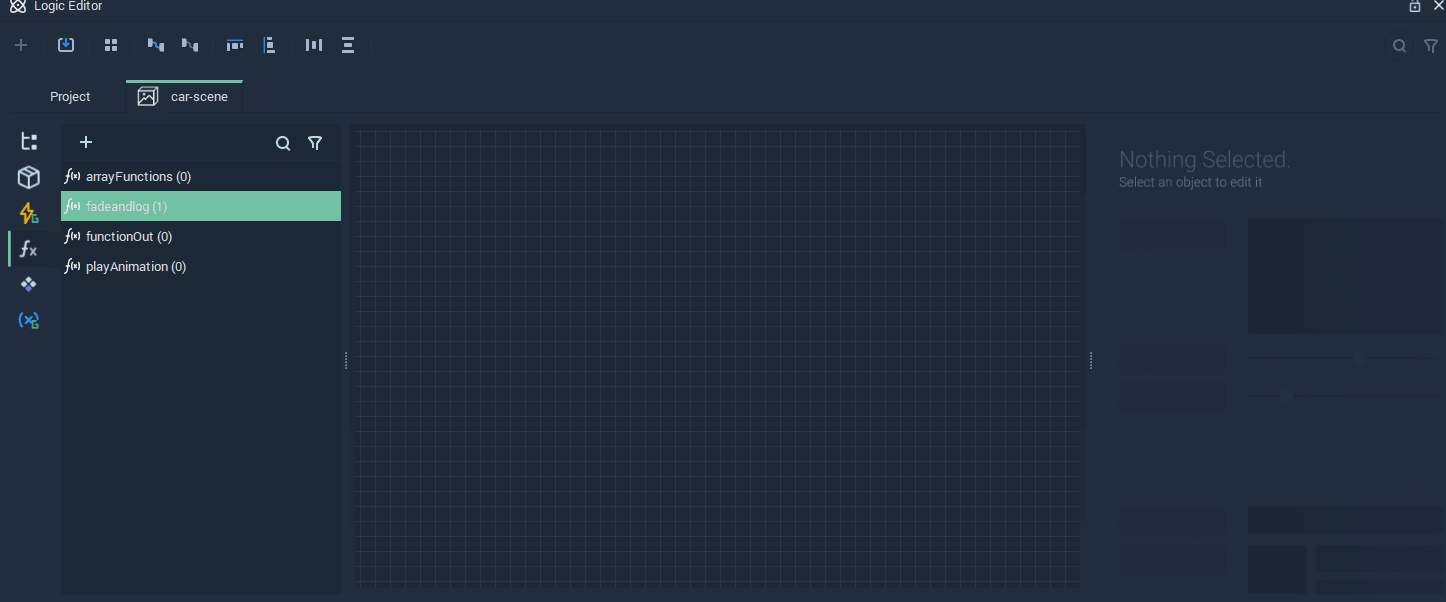 Logic Editor
Project
car-scene
arrayFunctions (0)
fadeandlog (1)
functionOut (0)
playAnimation (0)
Nothing Selected.
Select an object to edit it